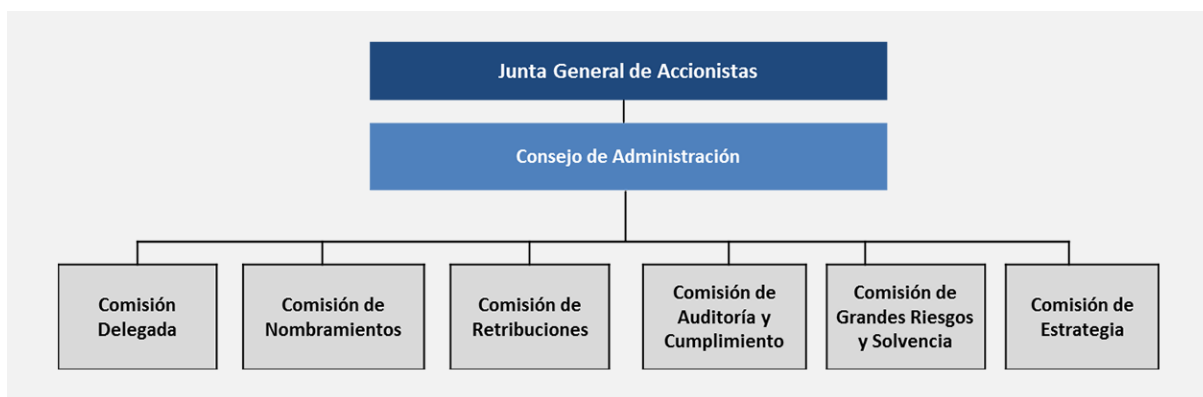 Junta General de Accionistas
Consejo de Administración
Comisión
Delegada
Comisión de
Nombramientos
Comisión de
Retribuciones
Comisión de
Auditoría y
Cumplimiento
Comisión de
Grandes Riesgos
y Solvencia
Comisión de
Estrategia